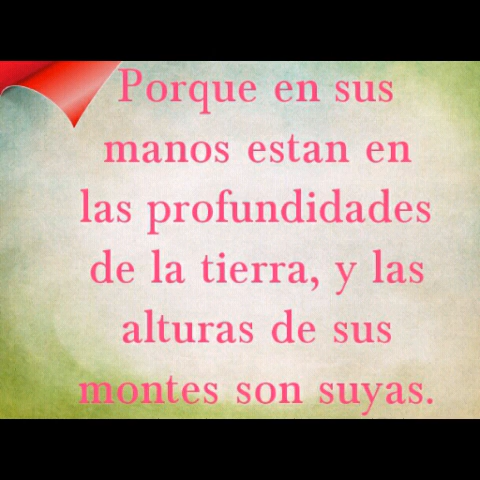 Porque en sus
manos estan en
las profundidades
de la tierra, y las
alturas de sus
montes son suyas.